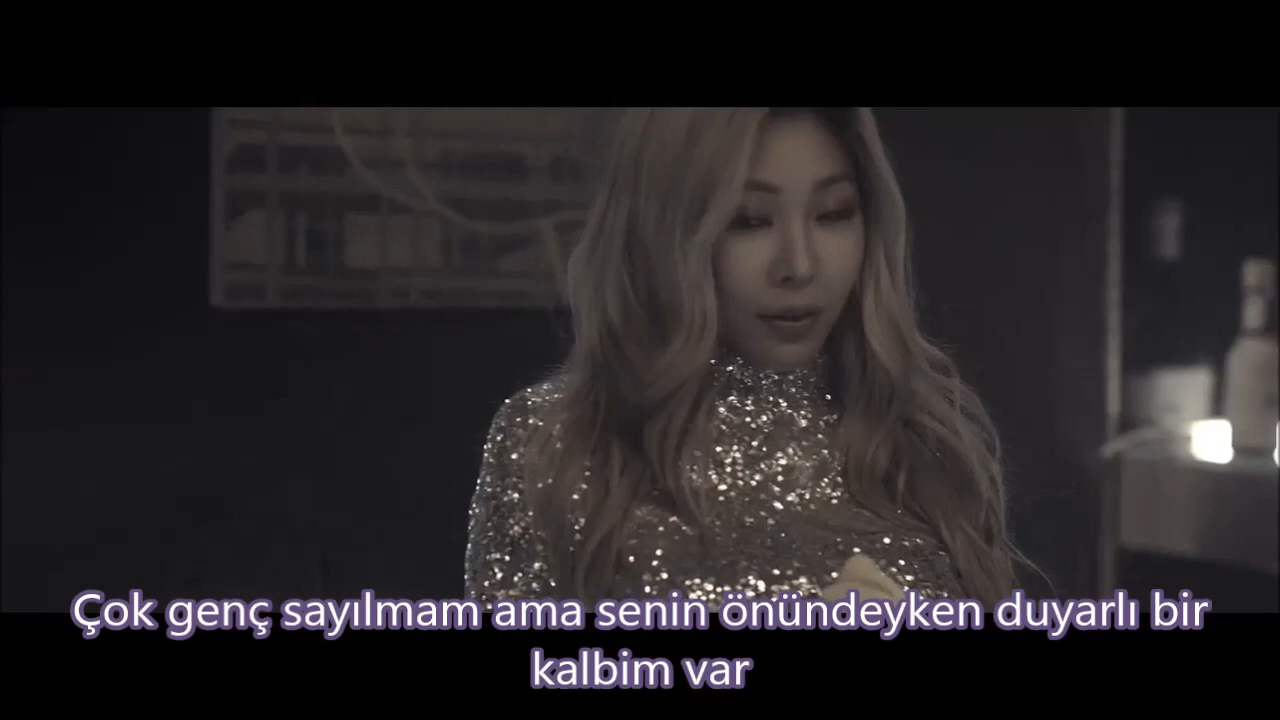 Çok genç sayılmam ama senin önündeyken duyarlı bir
kalbim var